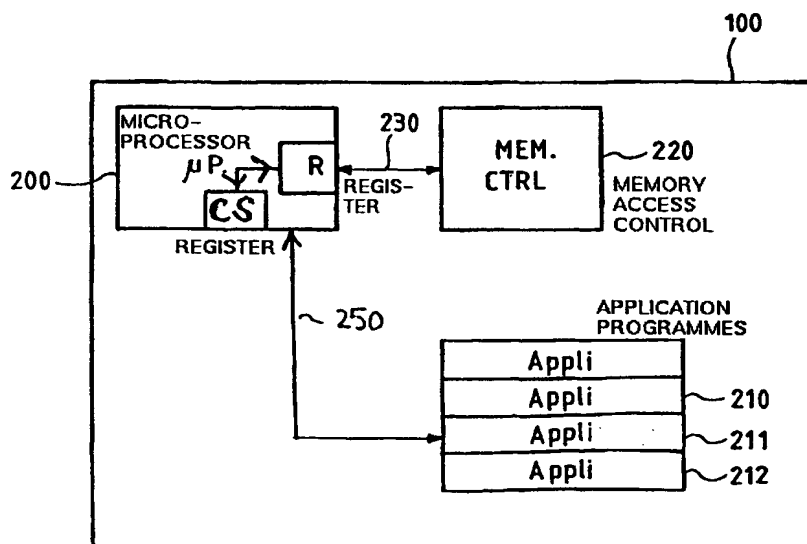 100
MICRO-
PROCESSOR
µP
R
CS
REGISTER
200
230
REGIS-
TER
MEM.
CTRL
220
MEMORY
ACCESS
CONTROL
250
APPLICATION
PROGRAMMES
Appli
Appli
210
Appli
211
Appli
212